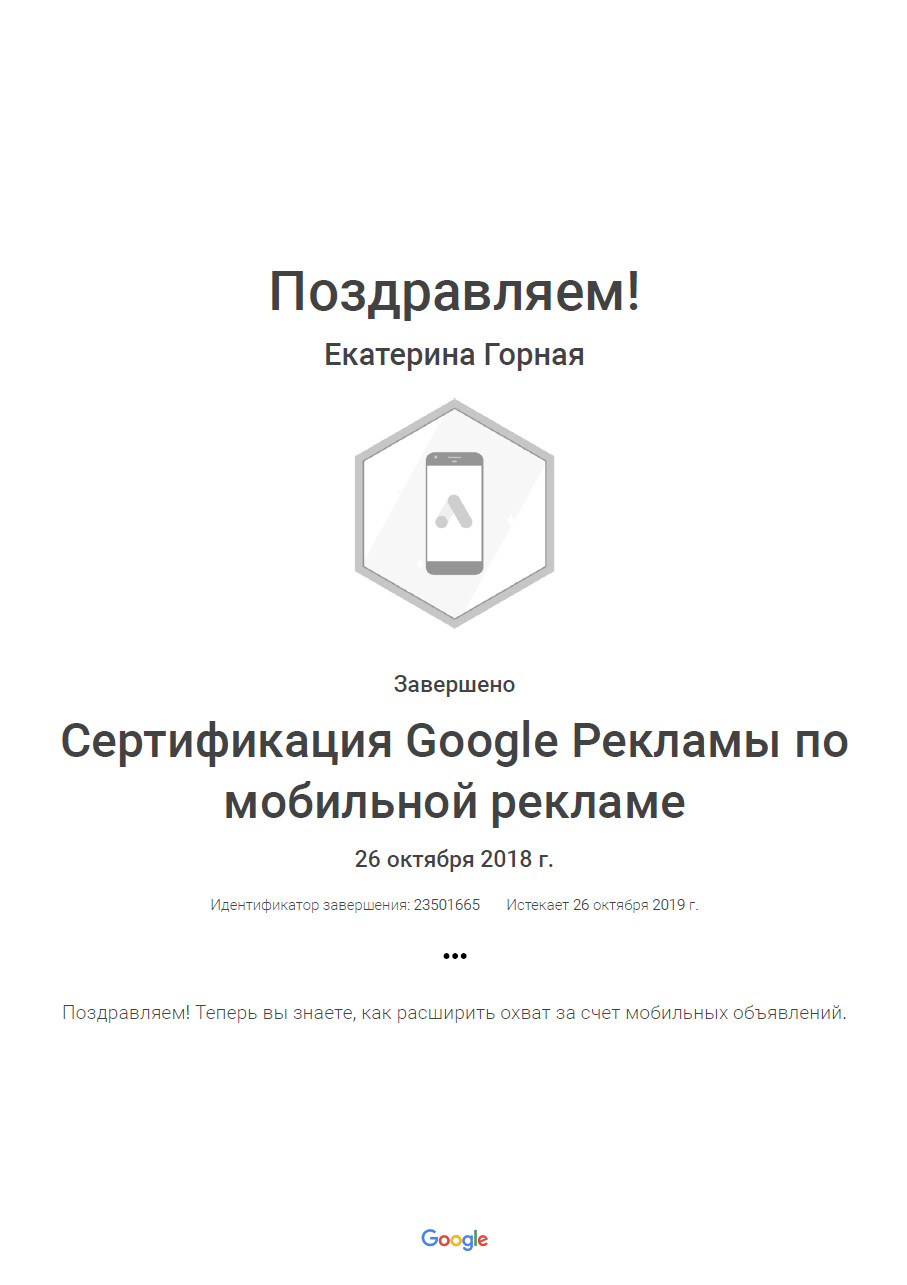 Поздравляем!
Екатерина Горная
Завершено
Сертификация Google Рекламы по
мобильной рекламе
26 октября 2018 г.
Идентификатор завершения: 23501665 Истекает 26 октября 2019 г.
•••
Поздравляем! Теперь вы знаете, как расширить охват за счет мобильных объявлений.
Google